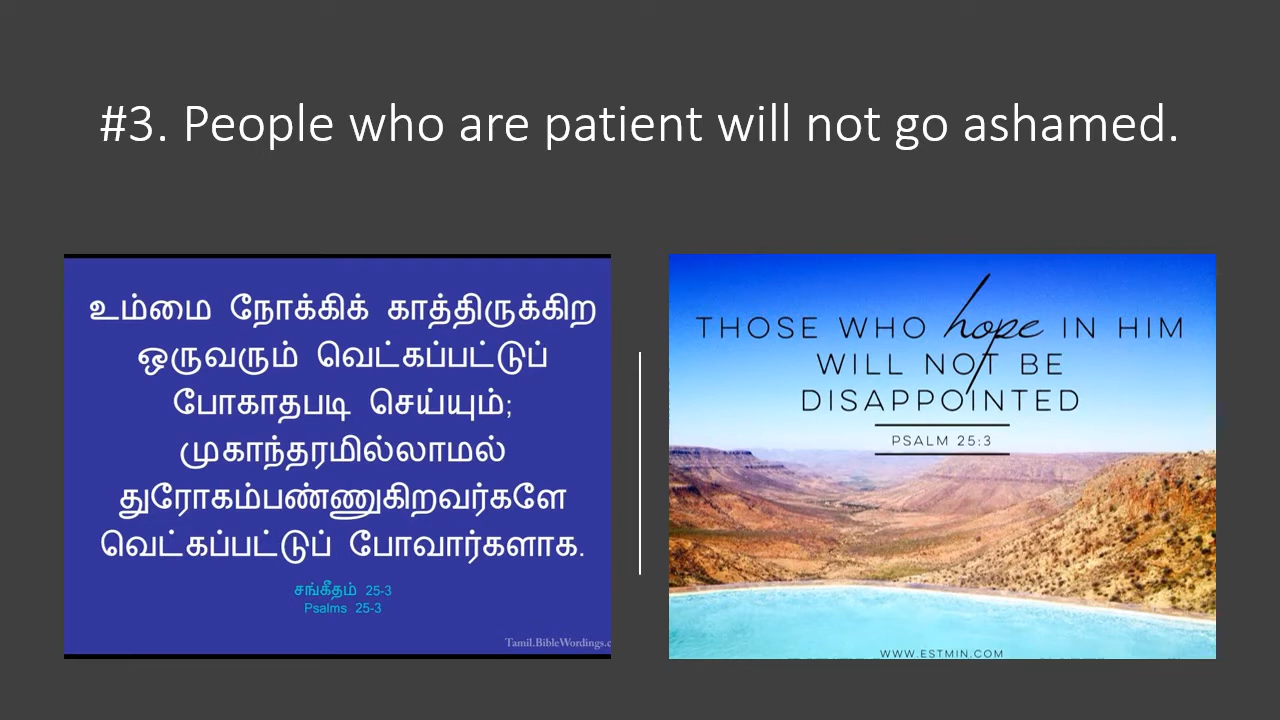 #3. People who are patient will not go ashamed.
உம்மை நோக்கிக் காத்திருக்கிற
ஒருவரும் வெட்கப்பட்டுப்
போகாதபடி செய்யும்;
முகாந்தரமில்லாமல்
துரோகம்பண்ணுகிறவர்களே
வெட்கப்பட்டுப் போவார்களாக.
சங்கீதம் 25-3
Psalms 25-3
Tamil.BibleWordings.c
THOSE WHO hope IN HIM
WILL NOT BE
DISAPPOINTED
PSALM 25:3
WWW.ESTMIN.COM